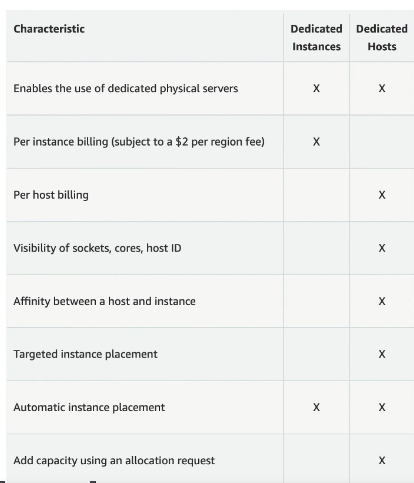 Characteristic Dedicated Instances Dedicated Hosts
Enables the use of dedicated physical servers X X
Per instance billing (subject to a $2 per region fee) X
Per host billing X
Visibility of sockets, cores, host ID X
Affinity between a host and instance X
Targeted instance placement X
Automatic instance placement X X
Add capacity using an allocation request X